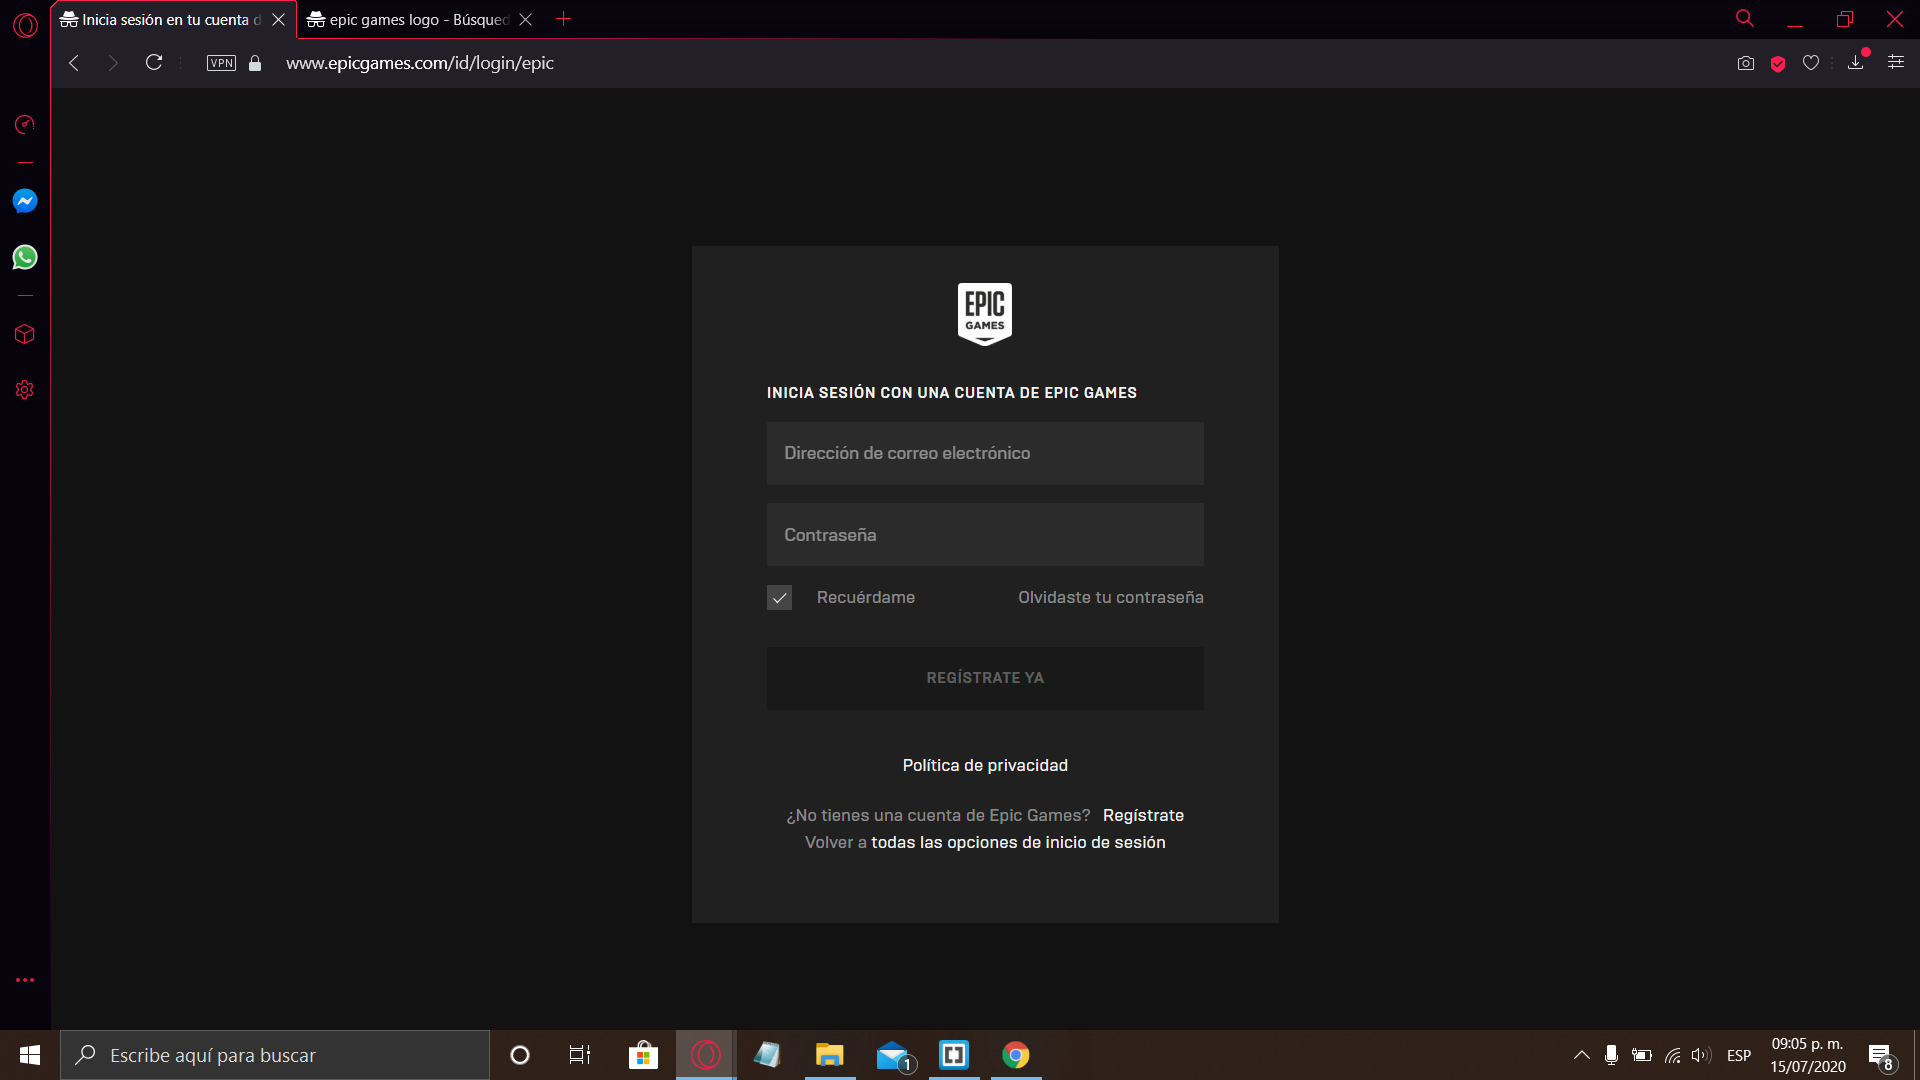 Inicia sesión en tu cuenta d
epic games logo - Búsqued
VPN
www.epicgames.com/id/login/epic
EPIC
GAMES
INICIA SESIÓN CON UNA CUENTA DE EPIC GAMES
Dirección de correo electrónico
Contraseña
Recuérdame Olvidaste tu contraseña
REGÍSTRATE YA
Política de privacidad
¿No tienes una cuenta de Epic Games? Regístrate
Volver a todas las opciones de inicio de sesión
Escribe aquí para buscar
1
ESP
09:05 p. m.
15/07/2020
8